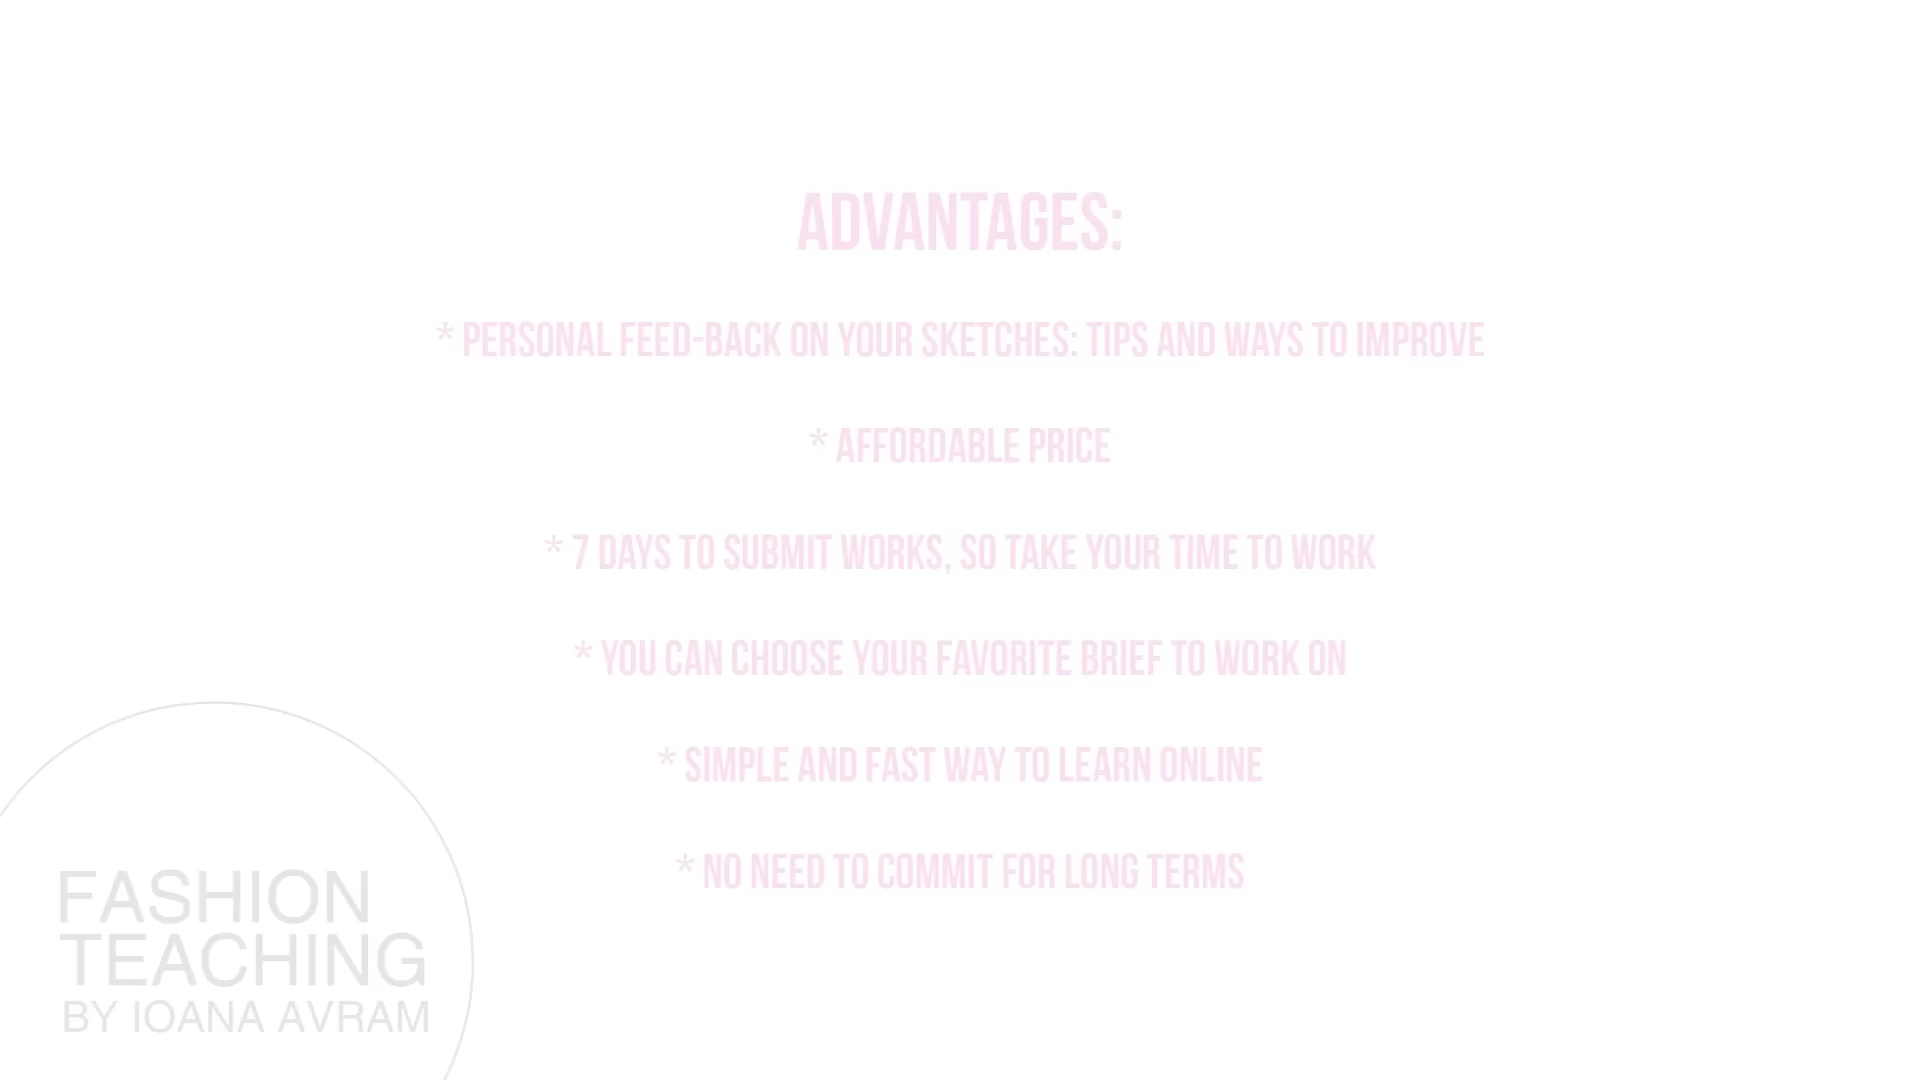 ADVANTAGES:
* PERSONAL FEED-BACK ON YOUR SKETCHES: TIPS AND WAYS TO IMPROVE
* AFFORDABLE PRICE
* 7 DAYS TO SUBMIT WORKS, SO TAKE YOUR TIME TO WORK
* YOU CAN CHOOSE YOUR FAVORITE BRIEF TO WORK ON
* SIMPLE AND FAST WAY TO LEARN ONLINE
* NO NEED TO COMMIT FOR LONG TERMS
FASHION
TEACHING
BY IOANA AVRAM